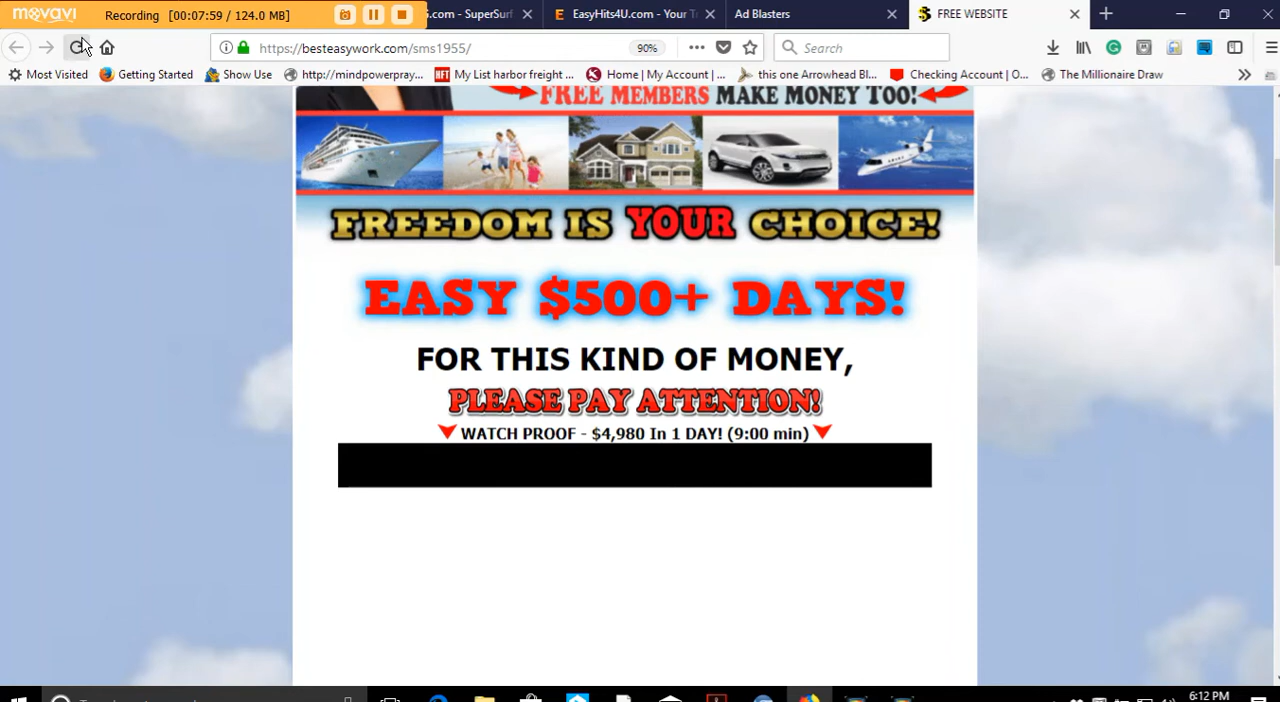 movavi Recording [00:07:59 / 124.0 MB]
.com - SuperSurf
EasyHits4U.com - Your T
Ad Blasters
FREE WEBSITE
https://besteasywork.com/sms1955/
90%
Search
Most Visited
Getting Started
Show Use
http://mindpowerpray...
HFT My List harbor freight ...
Home | My Account | ...
this one Arrowhead Bl...
Checking Account | O...
The Millionaire Draw
FREE MEMBERS MAKE MONEY TOO!
FREEDOM IS YOUR CHOICE!
EASY $500+ DAYS!
FOR THIS KIND OF MONEY,
PLEASE PAY ATTENTION!
WATCH PROOF - $4,980 In 1 DAY! (9:00 min)
6:12 PM